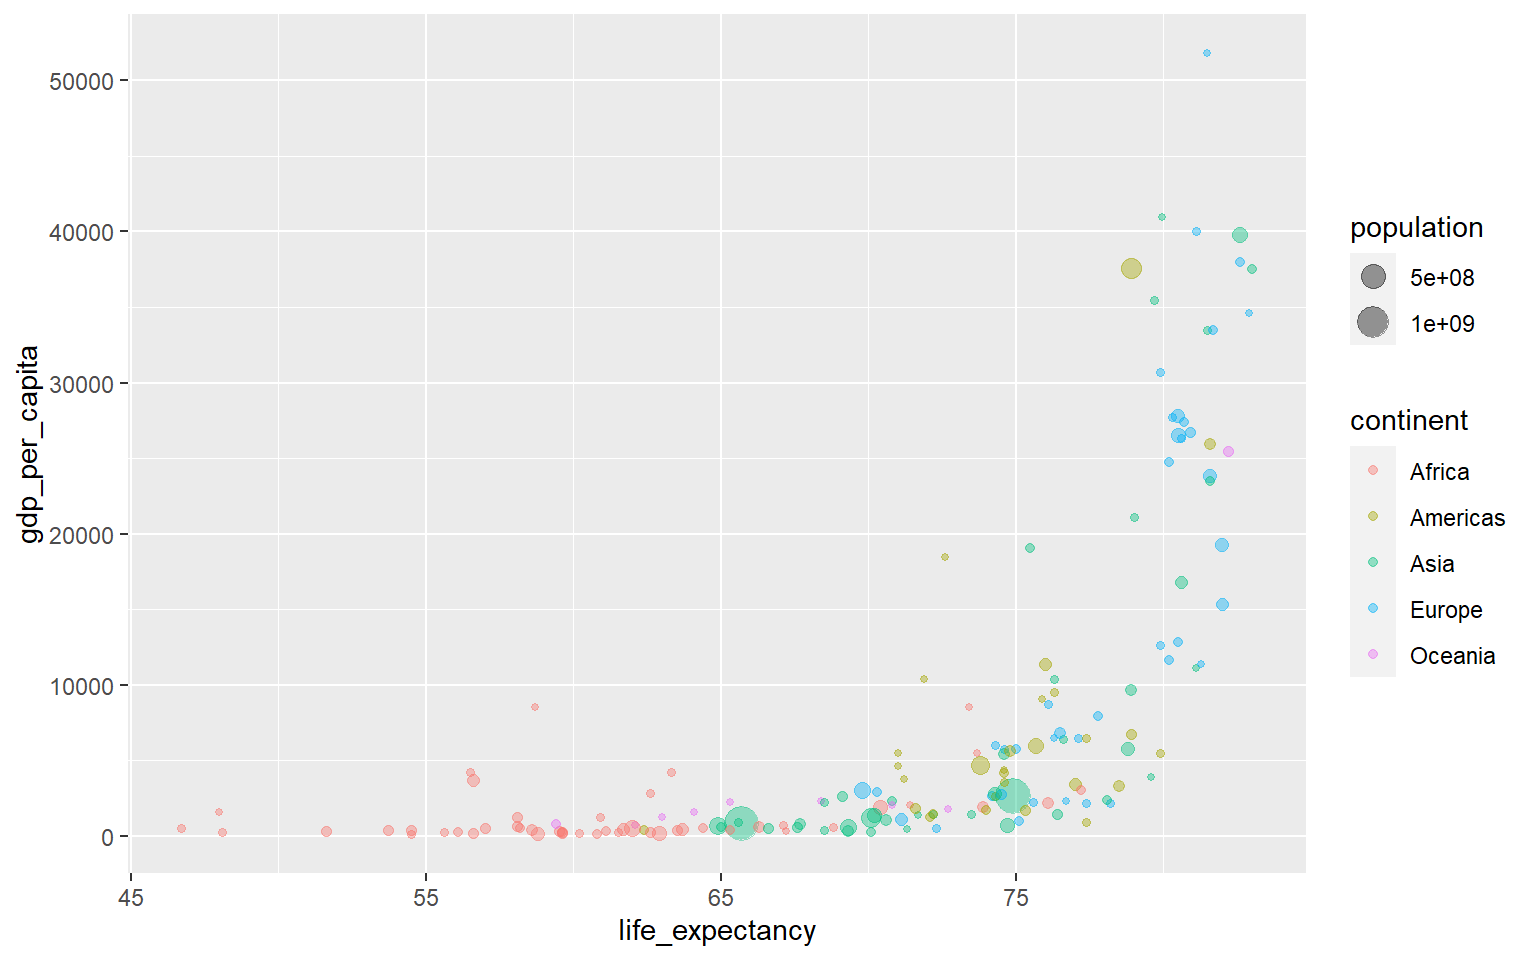 gdp_per_capita
50000
40000
30000
20000
10000
0
45
55
65
75
life_expectancy
population
5e+08
1e+09
continent
Africa
Americas
Asia
Europe
Oceania